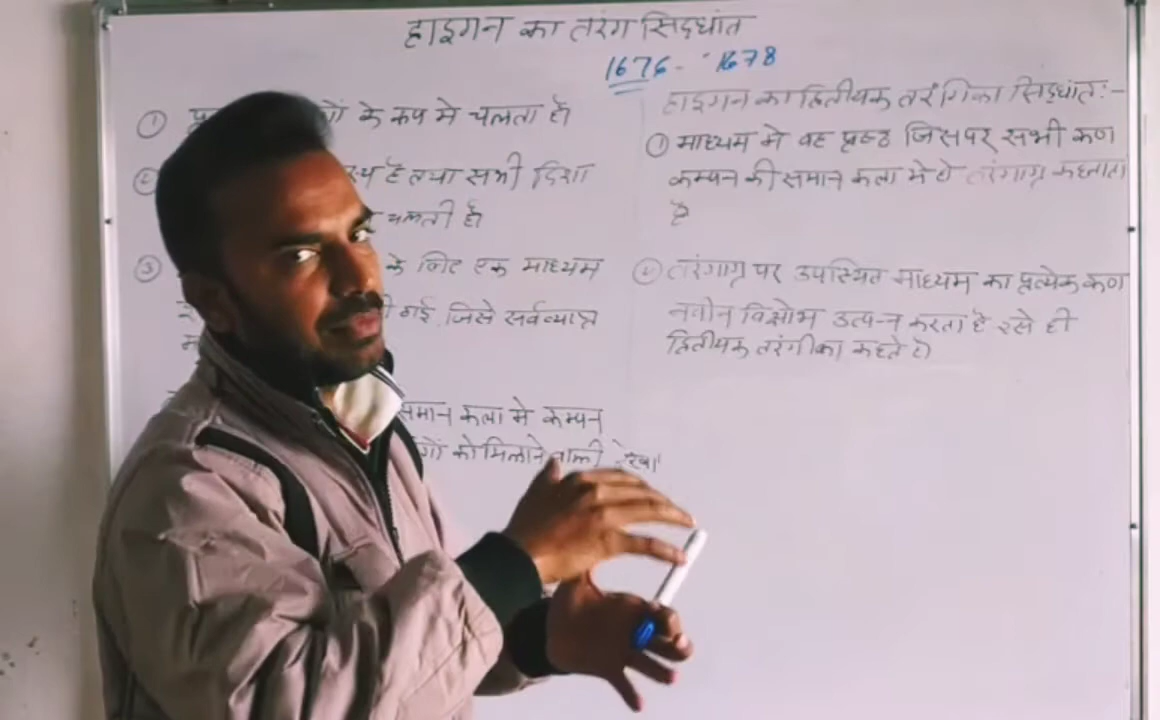 हाइगन का तरंग सिद्धांत
1676 - 1678
① के रूप मे चलता है।
② है तथा सभी दिशा
चलती है।
③ के लिए एक माध्यम
गई जिसे सर्वव्यापत
समान कला मे कम्पन
को मिलाने वाली रेखा
हाइगन का द्वितीयक तरंगिका सिद्धांत :-
① माध्यम मे वह पृष्ठ जिसपर सभी कण
कम्पन की समान कला मे हो तरंगाग्र कहलाता
है
② तरंगाग्र पर उपस्थित माध्यम का प्रत्येक कण
नवीन विक्षोभ उत्पन्न करता है इसे ही
द्वितीयक तरंगीका कहते है